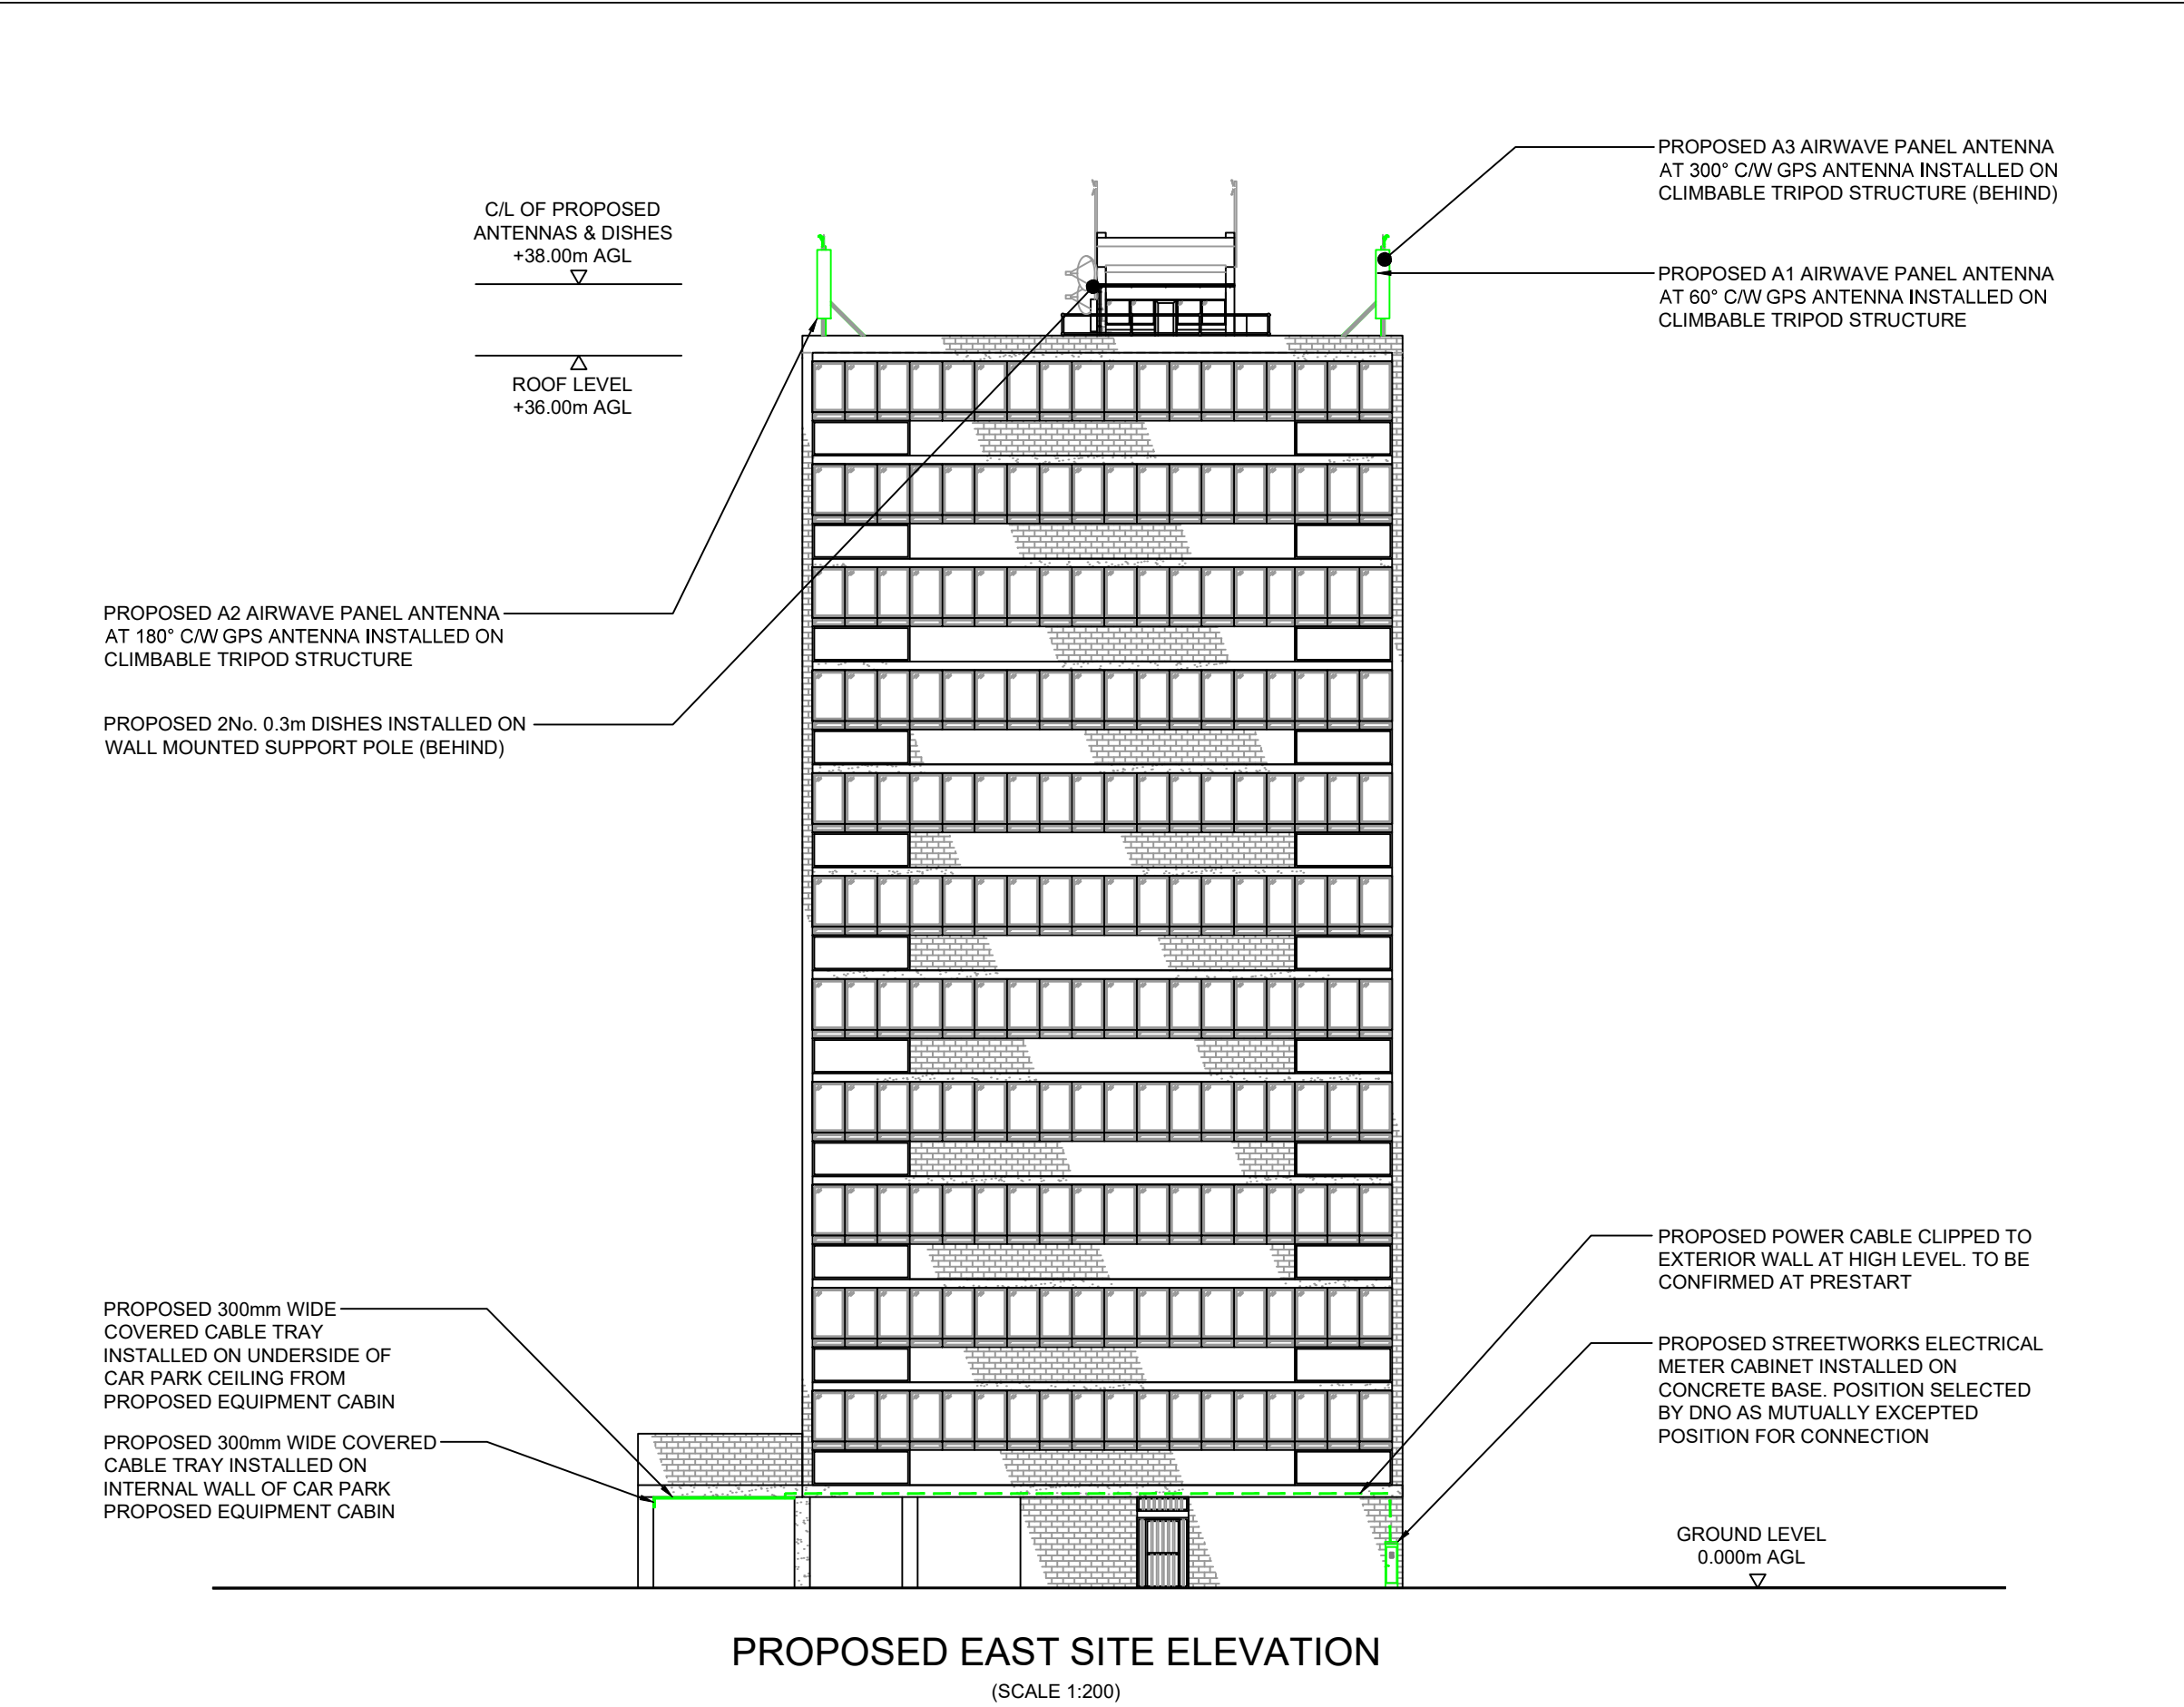 PROPOSED A3 AIRWAVE PANEL ANTENNA
AT 300° C/W GPS ANTENNA INSTALLED ON
CLIMBABLE TRIPOD STRUCTURE (BEHIND)
C/L OF PROPOSED
ANTENNAS & DISHES
+38.00m AGL
PROPOSED A1 AIRWAVE PANEL ANTENNA
AT 60° C/W GPS ANTENNA INSTALLED ON
CLIMBABLE TRIPOD STRUCTURE
ROOF LEVEL
+36.00m AGL
PROPOSED A2 AIRWAVE PANEL ANTENNA
AT 180° C/W GPS ANTENNA INSTALLED ON
CLIMBABLE TRIPOD STRUCTURE
PROPOSED 2No. 0.3m DISHES INSTALLED ON
WALL MOUNTED SUPPORT POLE (BEHIND)
PROPOSED POWER CABLE CLIPPED TO
EXTERIOR WALL AT HIGH LEVEL. TO BE
CONFIRMED AT PRESTART
PROPOSED 300mm WIDE
COVERED CABLE TRAY
INSTALLED ON UNDERSIDE OF
CAR PARK CEILING FROM
PROPOSED EQUIPMENT CABIN
PROPOSED STREETWORKS ELECTRICAL
METER CABINET INSTALLED ON
CONCRETE BASE. POSITION SELECTED
BY DNO AS MUTUALLY EXCEPTED
POSITION FOR CONNECTION
PROPOSED 300mm WIDE COVERED
CABLE TRAY INSTALLED ON
INTERNAL WALL OF CAR PARK
PROPOSED EQUIPMENT CABIN
GROUND LEVEL
0.000m AGL
PROPOSED EAST SITE ELEVATION
(SCALE 1:200)